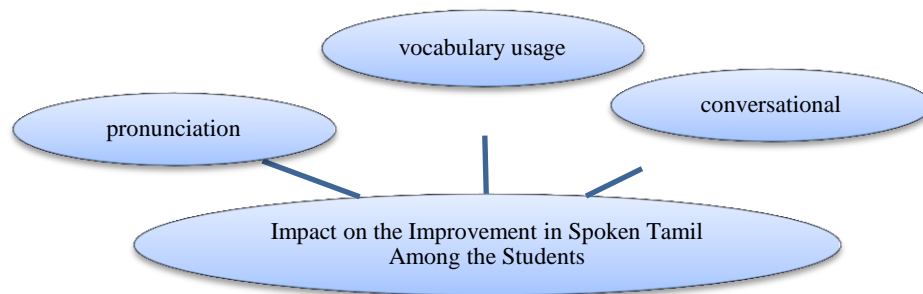 vocabulary usage
pronunciation
conversational
Impact on the Improvement in Spoken Tamil
Among the Students